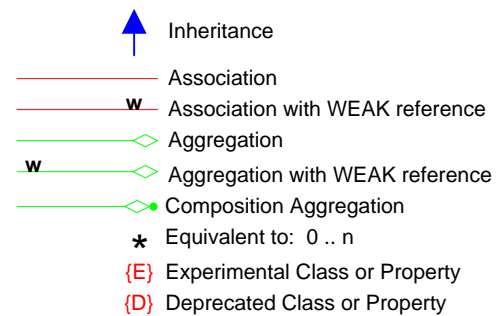 Inheritance
Association
w Association with WEAK reference
Aggregation
w Aggregation with WEAK reference
Composition Aggregation
* Equivalent to: 0 .. n
{E} Experimental Class or Property
{D} Deprecated Class or Property